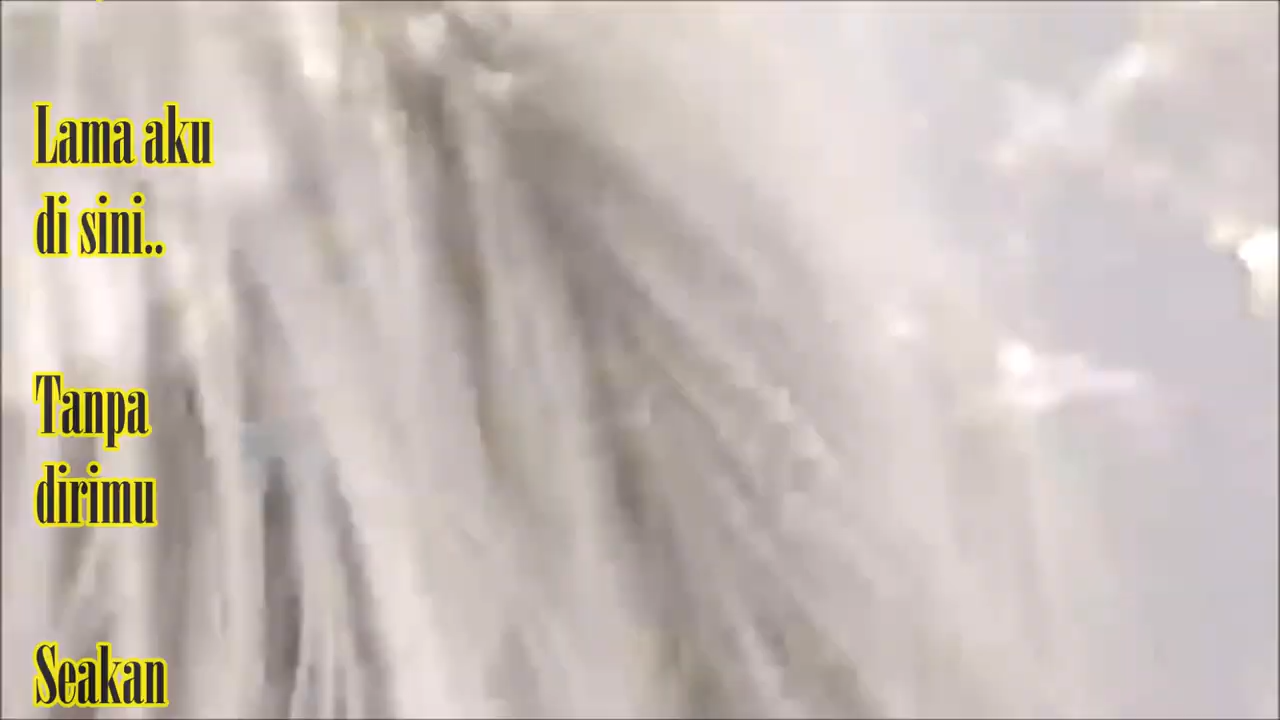 Lama aku
di sini..
Tanpa
dirimu
Seakan